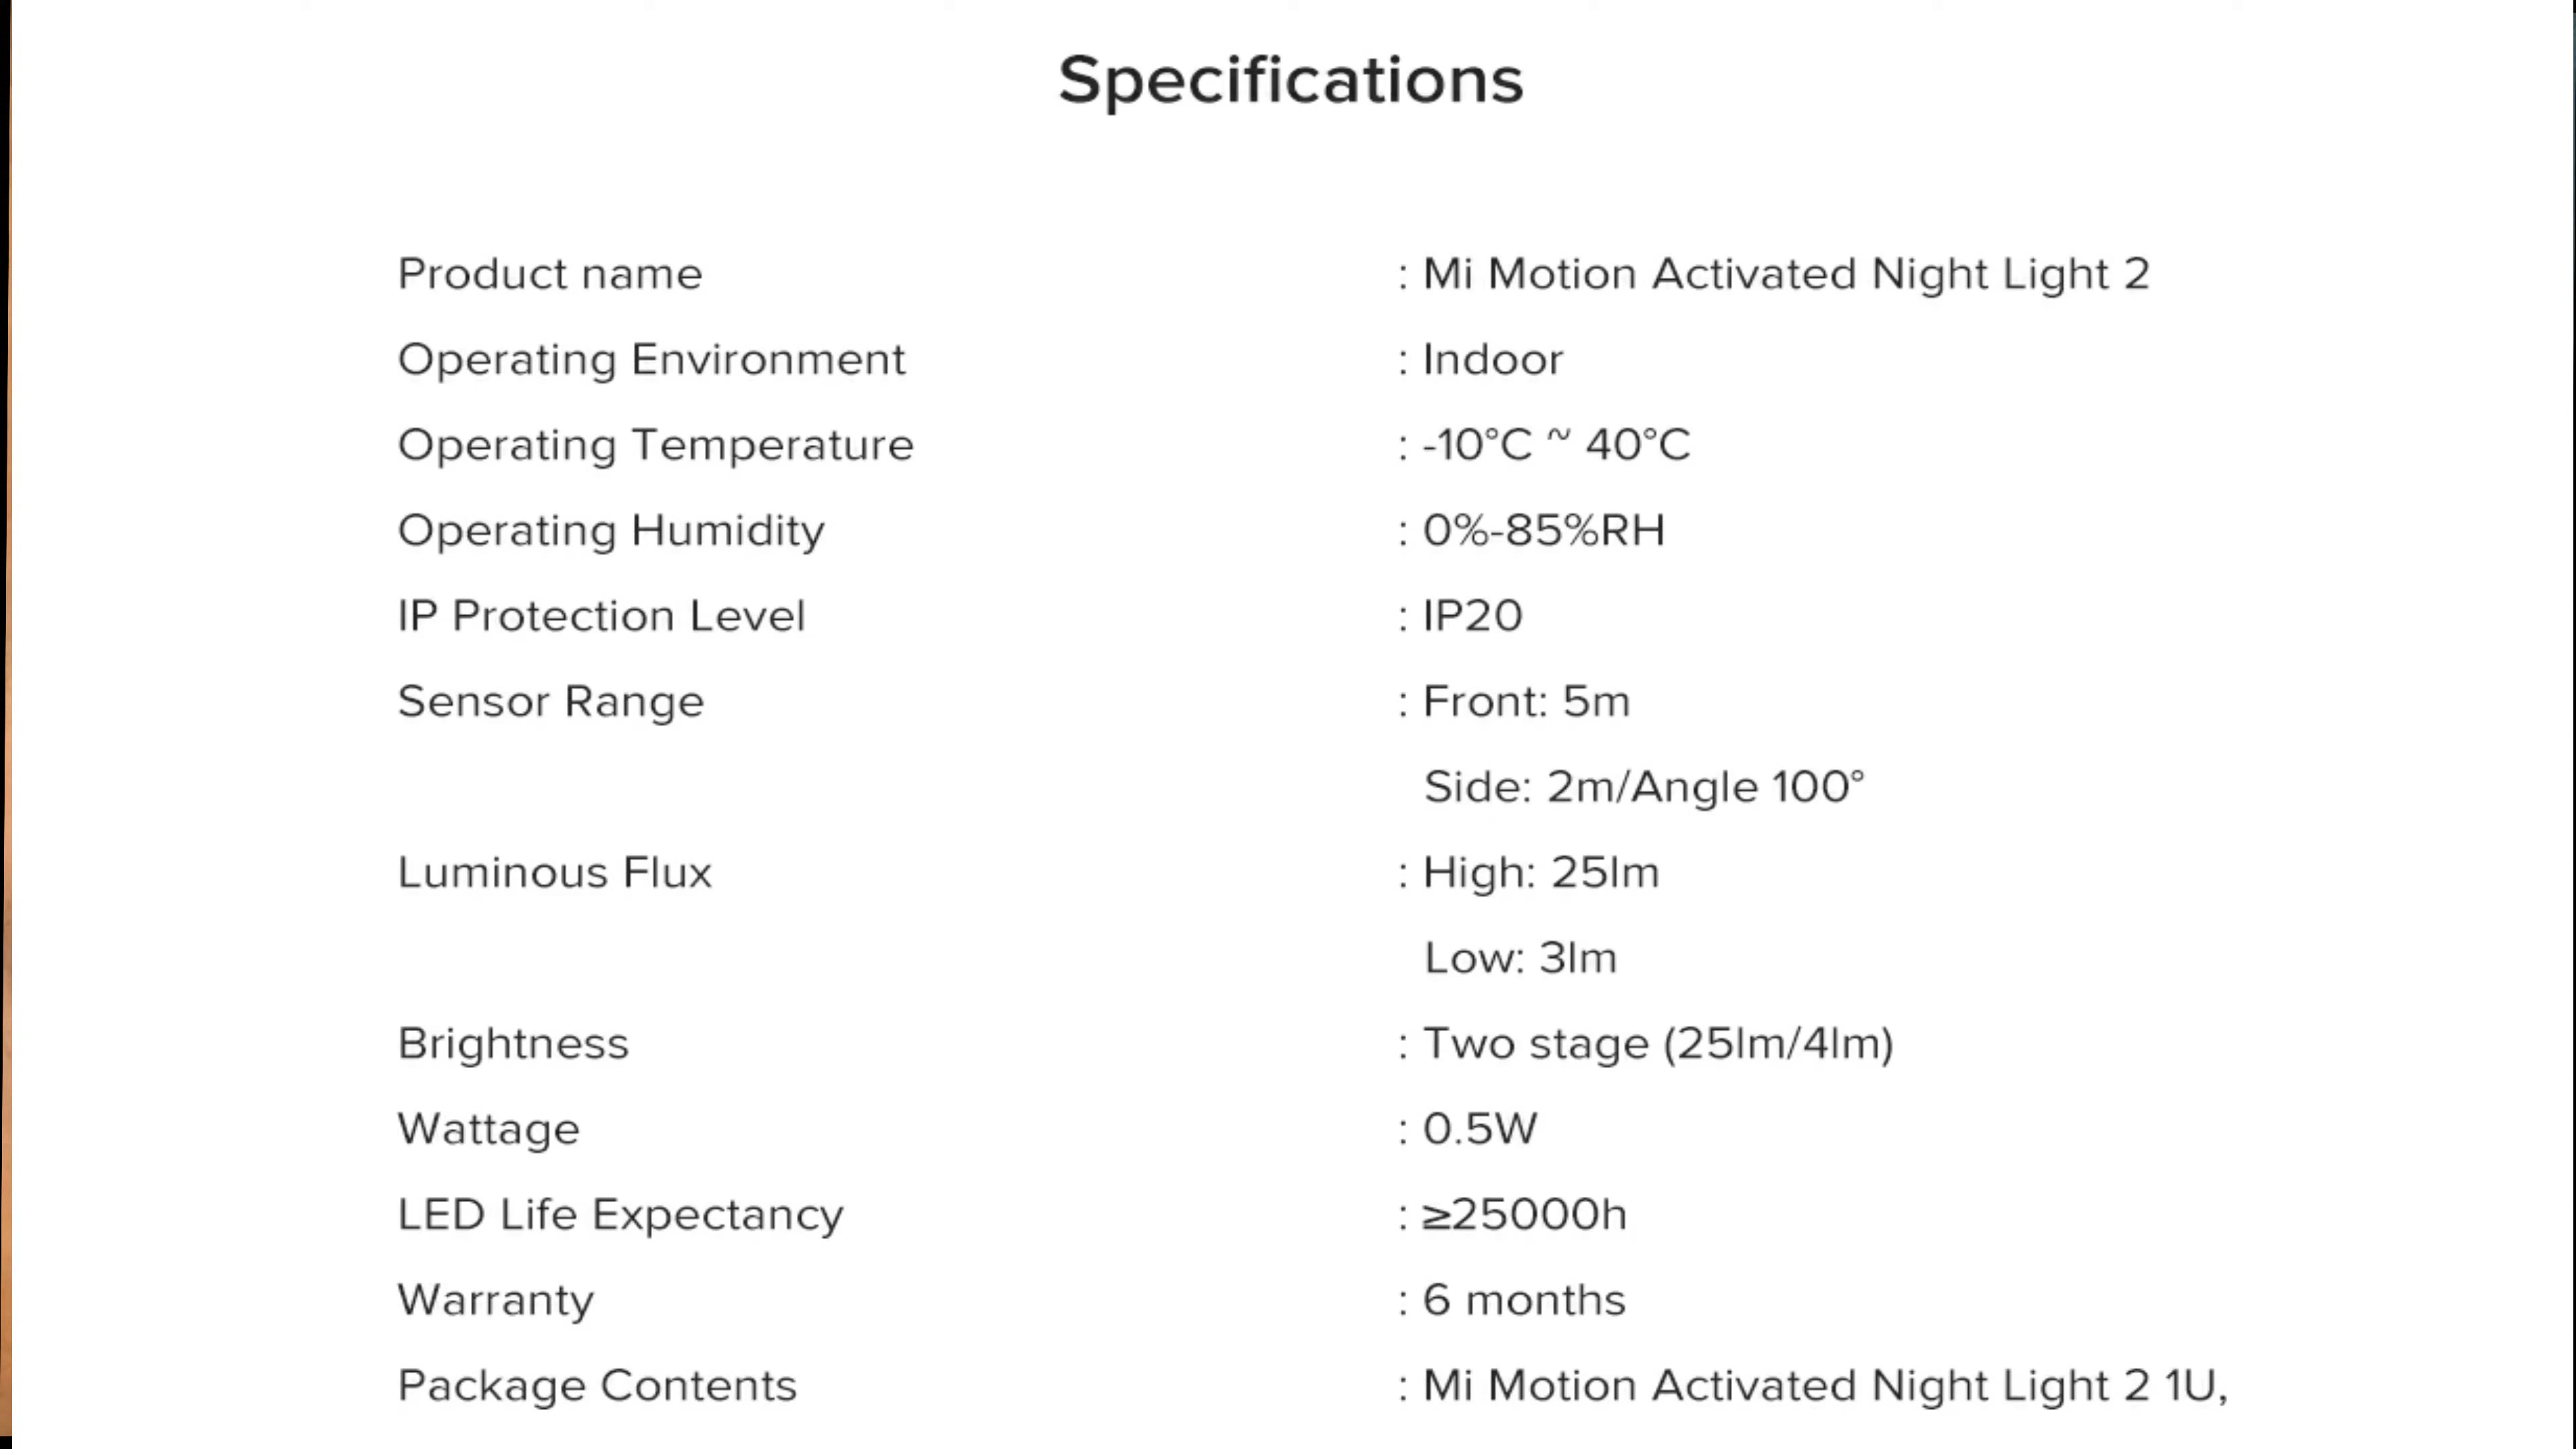 Specifications
Product name : Mi Motion Activated Night Light 2
Operating Environment : Indoor
Operating Temperature : -10°C ~ 40°C
Operating Humidity : 0%-85%RH
IP Protection Level : IP20
Sensor Range : Front: 5m
Side: 2m/Angle 100°
Luminous Flux : High: 25lm
Low: 3lm
Brightness : Two stage (25lm/4lm)
Wattage : 0.5W
LED Life Expectancy : ≥25000h
Warranty : 6 months
Package Contents : Mi Motion Activated Night Light 2 1U,